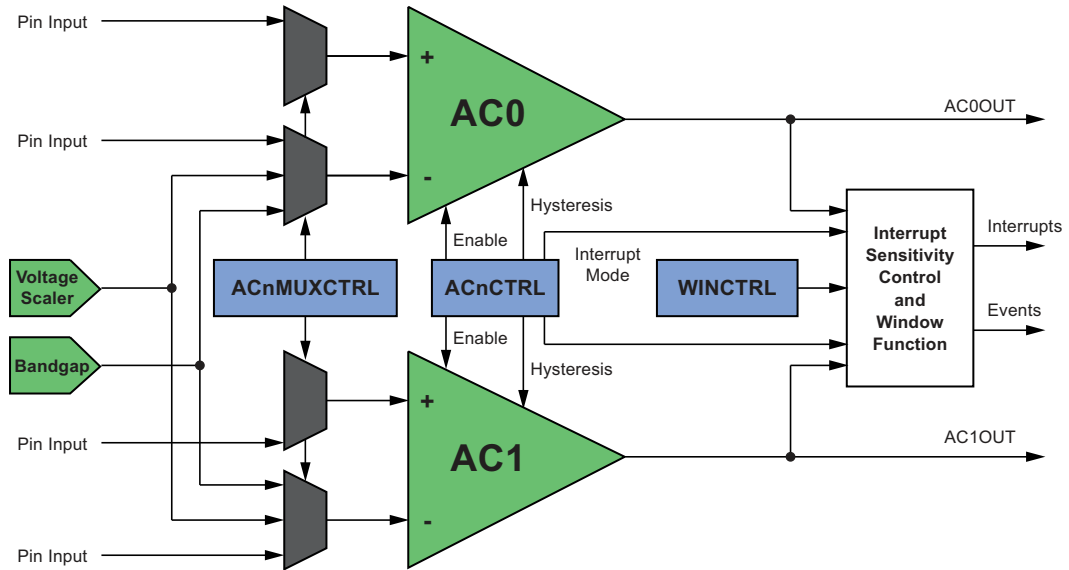 Pin Input
+
AC0
AC0OUT
Pin Input
-
Hysteresis
Enable
Interrupt
Mode
Interrupt
Sensitivity
Control
and
Window
Function
Interrupts
Events
Voltage
Scaler
ACnMUXCTRL
ACnCTRL
WINCTRL
Bandgap
Enable
Hysteresis
+
Pin Input
AC1
AC1OUT
-
Pin Input